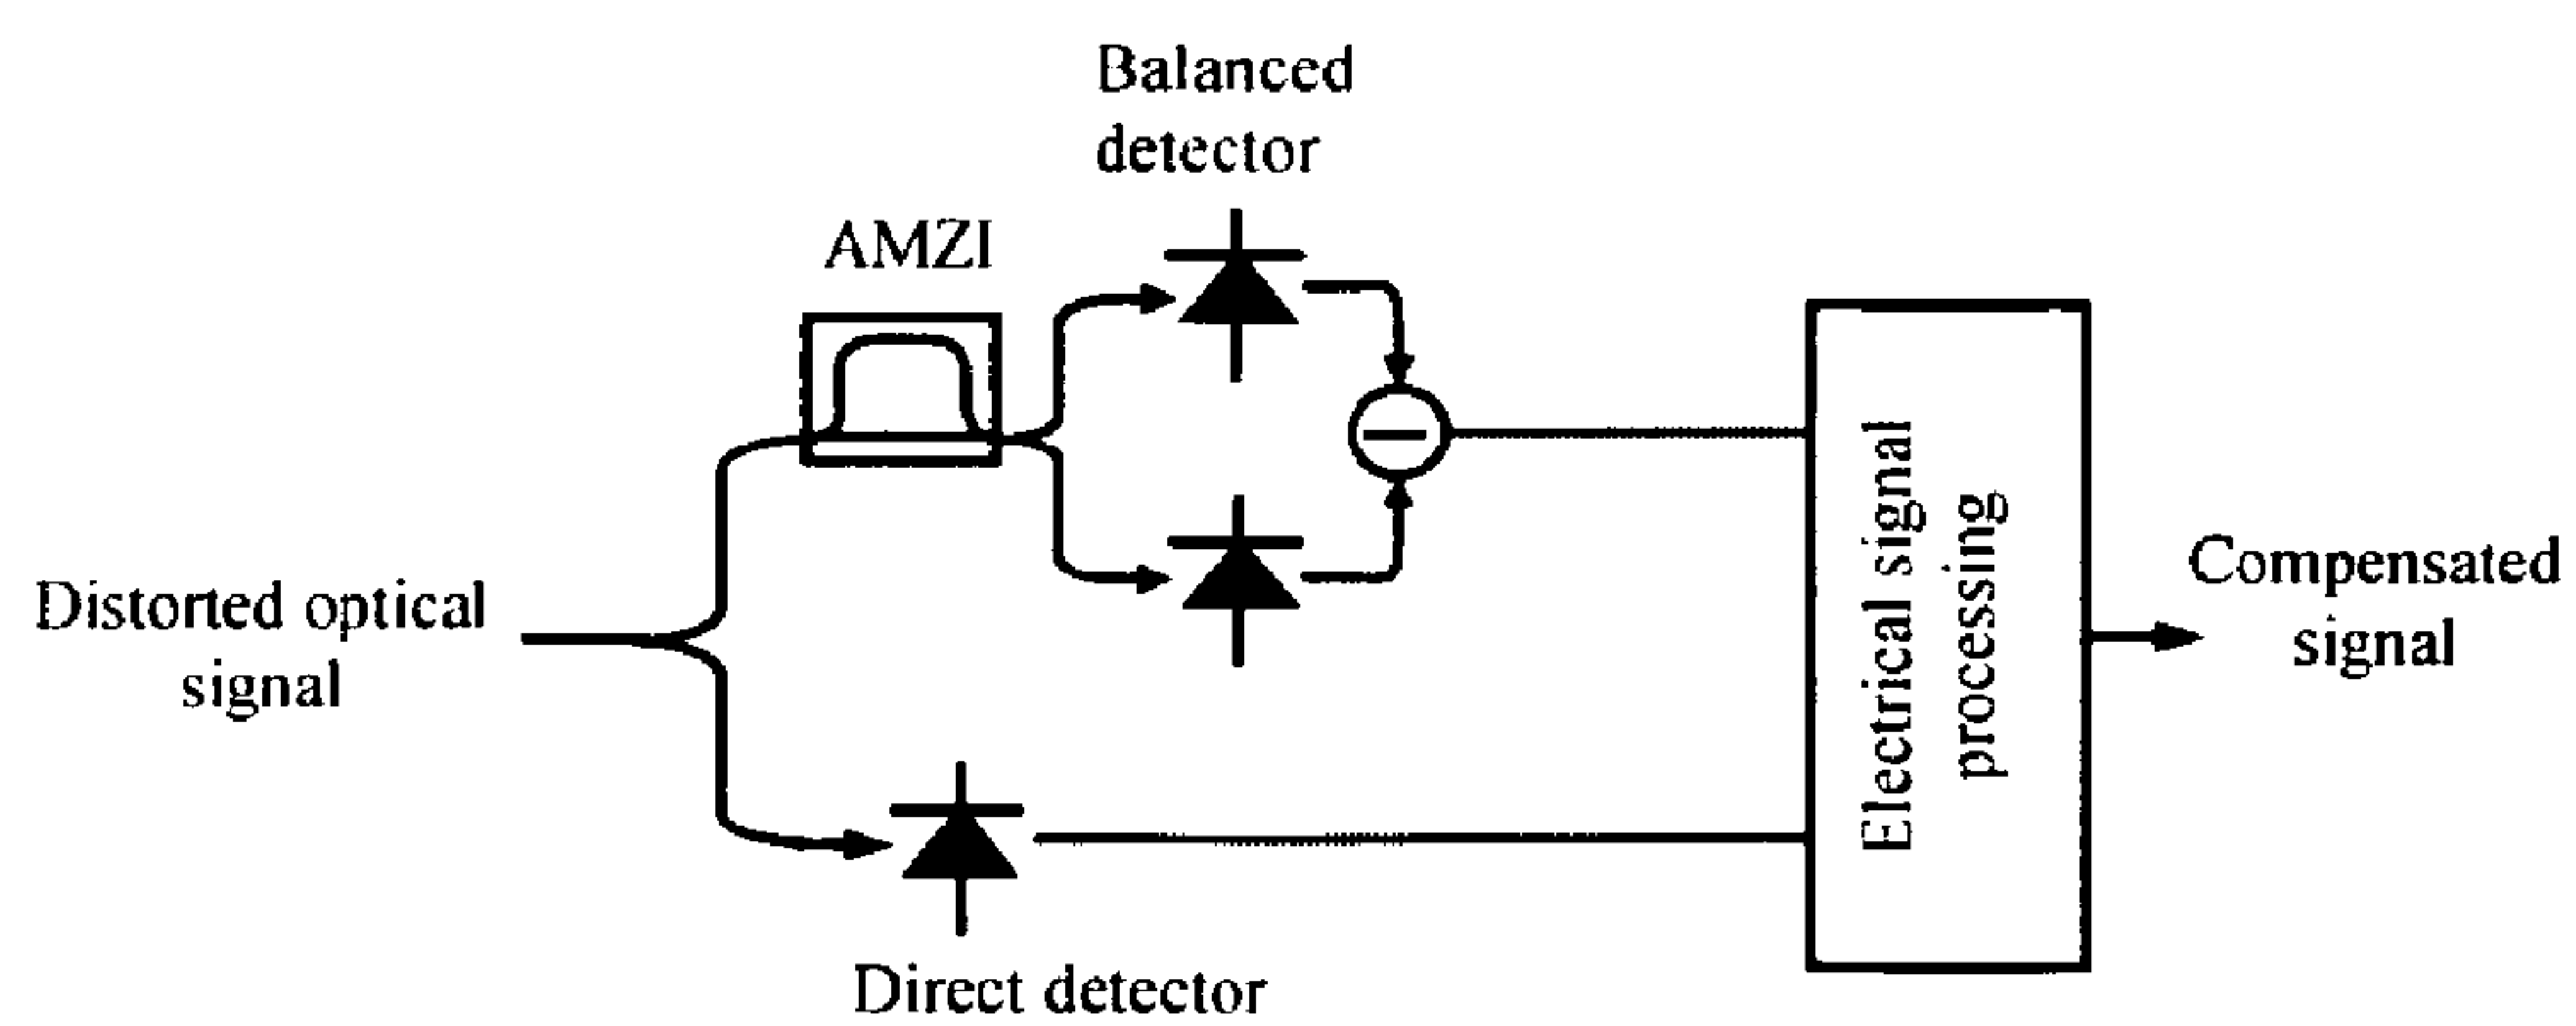 Balanced
detector
AMZI
Distorted optical
signal
Electrical signal
processing
Compensated
signal
Direct detector